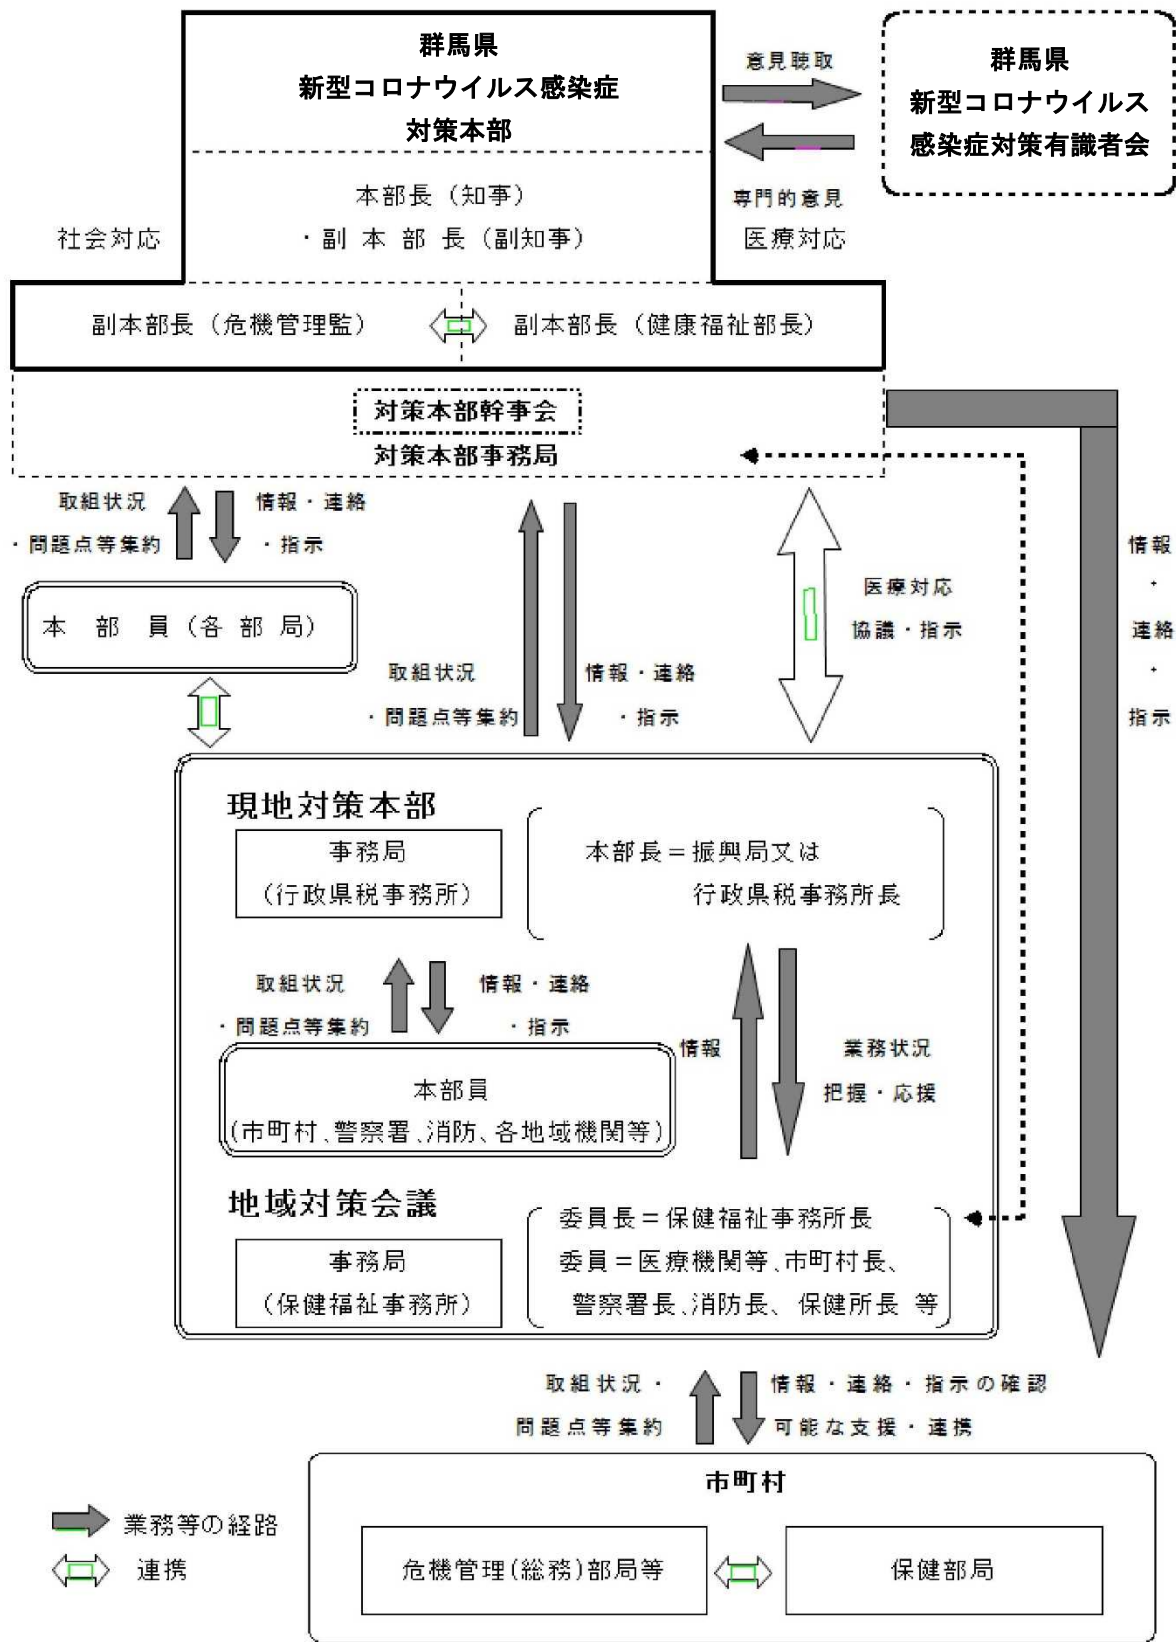 群馬県
新型コロナウイルス感染症
対策本部
意見聴取
群馬県
新型コロナウイルス
感染症対策有識者会
本部長（知事）
・副本部長（副知事）
専門的意見
社会対応
医療対応
副本部長（危機管理監）
副本部長（健康福祉部長）
対策本部幹事会
対策本部事務局
取組状況
・問題点等集約
情報・連絡
・指示
本部員（各部局）
取組状況
・問題点等集約
情報・連絡
・指示
医療対応
協議・指示
情報・連絡・指示
現地対策本部
事務局
（行政県税事務所）
本部長＝振興局又は
行政県税事務所長
取組状況
・問題点等集約
情報・連絡
・指示
情報
業務状況
把握・応援
本部員
(市町村、警察署、消防、各地域機関等)
地域対策会議
事務局
（保健福祉事務所）
委員長＝保健福祉事務所長
委員＝医療機関等、市町村長、
警察署長、消防長、保健所長 等
取組状況・
問題点等集約
情報・連絡・指示の確認
可能な支援・連携
市町村
危機管理(総務)部局等
保健部局
業務等の経路
連携